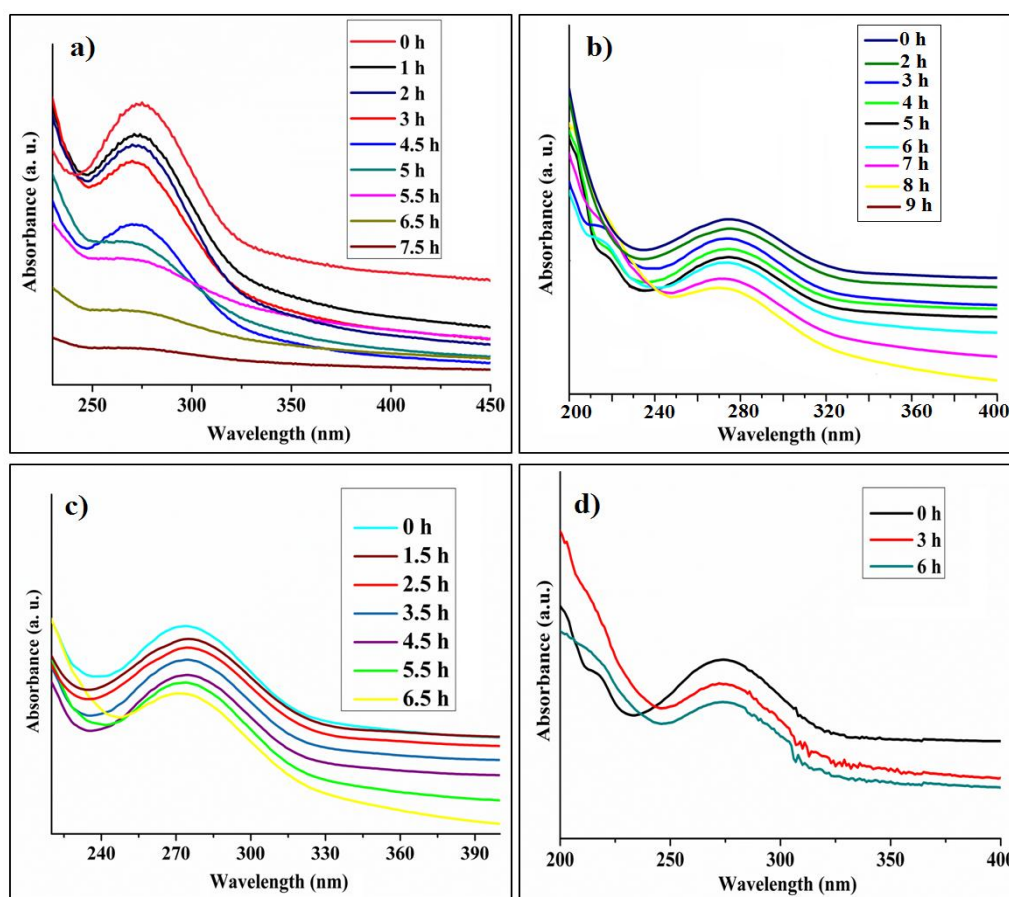 a)
0 h
1 h
2 h
3 h
4.5 h
5 h
5.5 h
6.5 h
7.5 h
Absorbance (a. u.)
250 300 350 400 450
Wavelength (nm)
b)
0 h
2 h
3 h
4 h
5 h
6 h
7 h
8 h
9 h
Absorbance (a. u.)
200 240 280 320 360 400
Wavelength (nm)
c)
0 h
1.5 h
2.5 h
3.5 h
4.5 h
5.5 h
6.5 h
Absorbance (a. u.)
240 270 300 330 360 390
Wavelength (nm)
d)
0 h
3 h
6 h
Absorbance (a.u.)
200 250 300 350 400
Wavelength (nm)